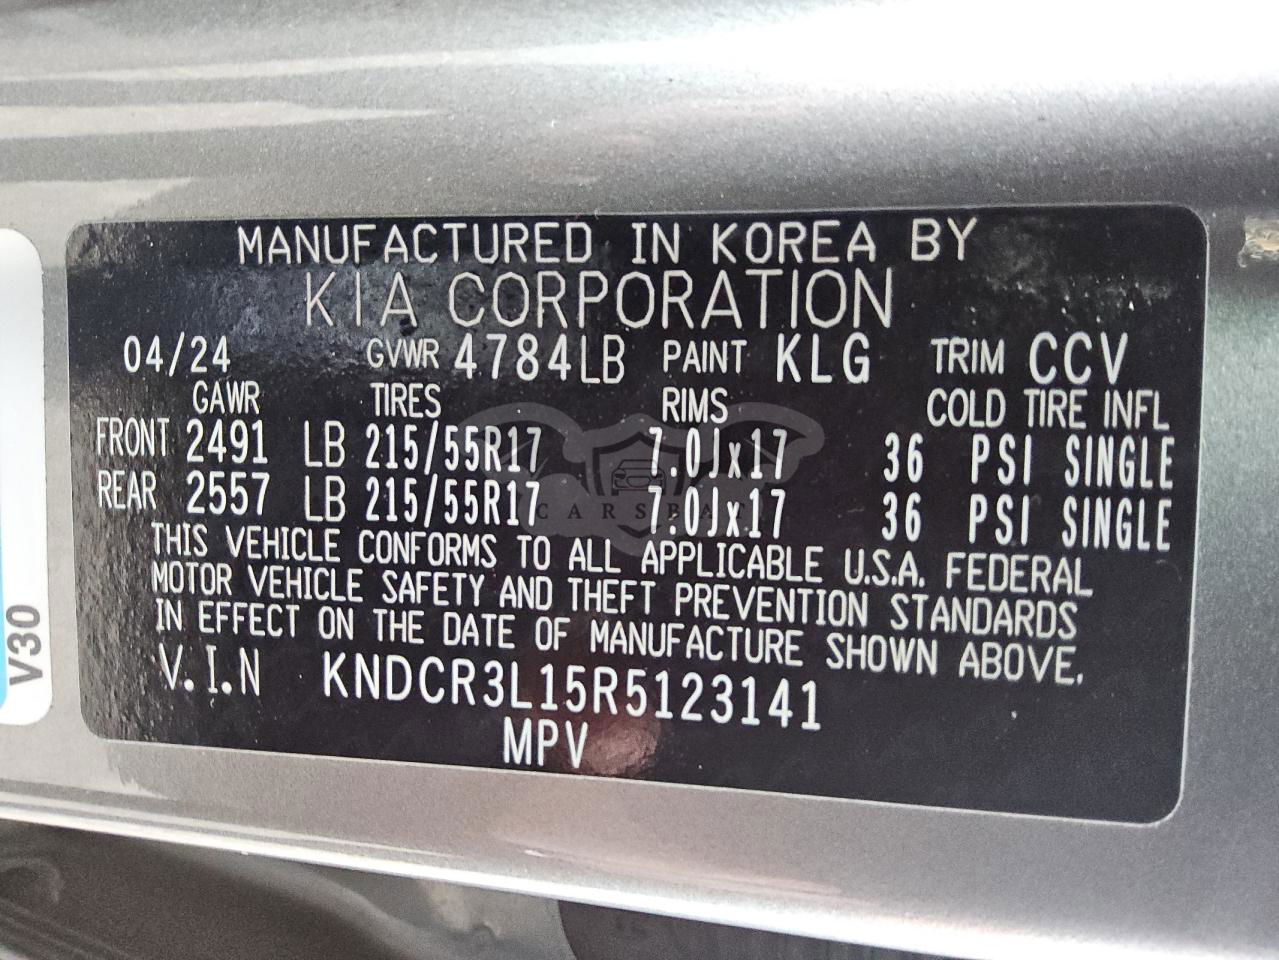 MANUFACTURED IN KOREA BY
KIA CORPORATION
04/24 GVWR 4784LB PAINT KLG TRIM CCV
GAWR TIRES RIMS COLD TIRE INFL
FRONT 2491 LB 215/55R17 7.0Jx17 36 PSI SINGLE
REAR 2557 LB 215/55R17 7.0Jx17 36 PSI SINGLE
CARSBAT
THIS VEHICLE CONFORMS TO ALL APPLICABLE U.S.A. FEDERAL
MOTOR VEHICLE SAFETY AND THEFT PREVENTION STANDARDS
IN EFFECT ON THE DATE OF MANUFACTURE SHOWN ABOVE.
V.I.N KNDCR3L15R5123141
MPV
V30